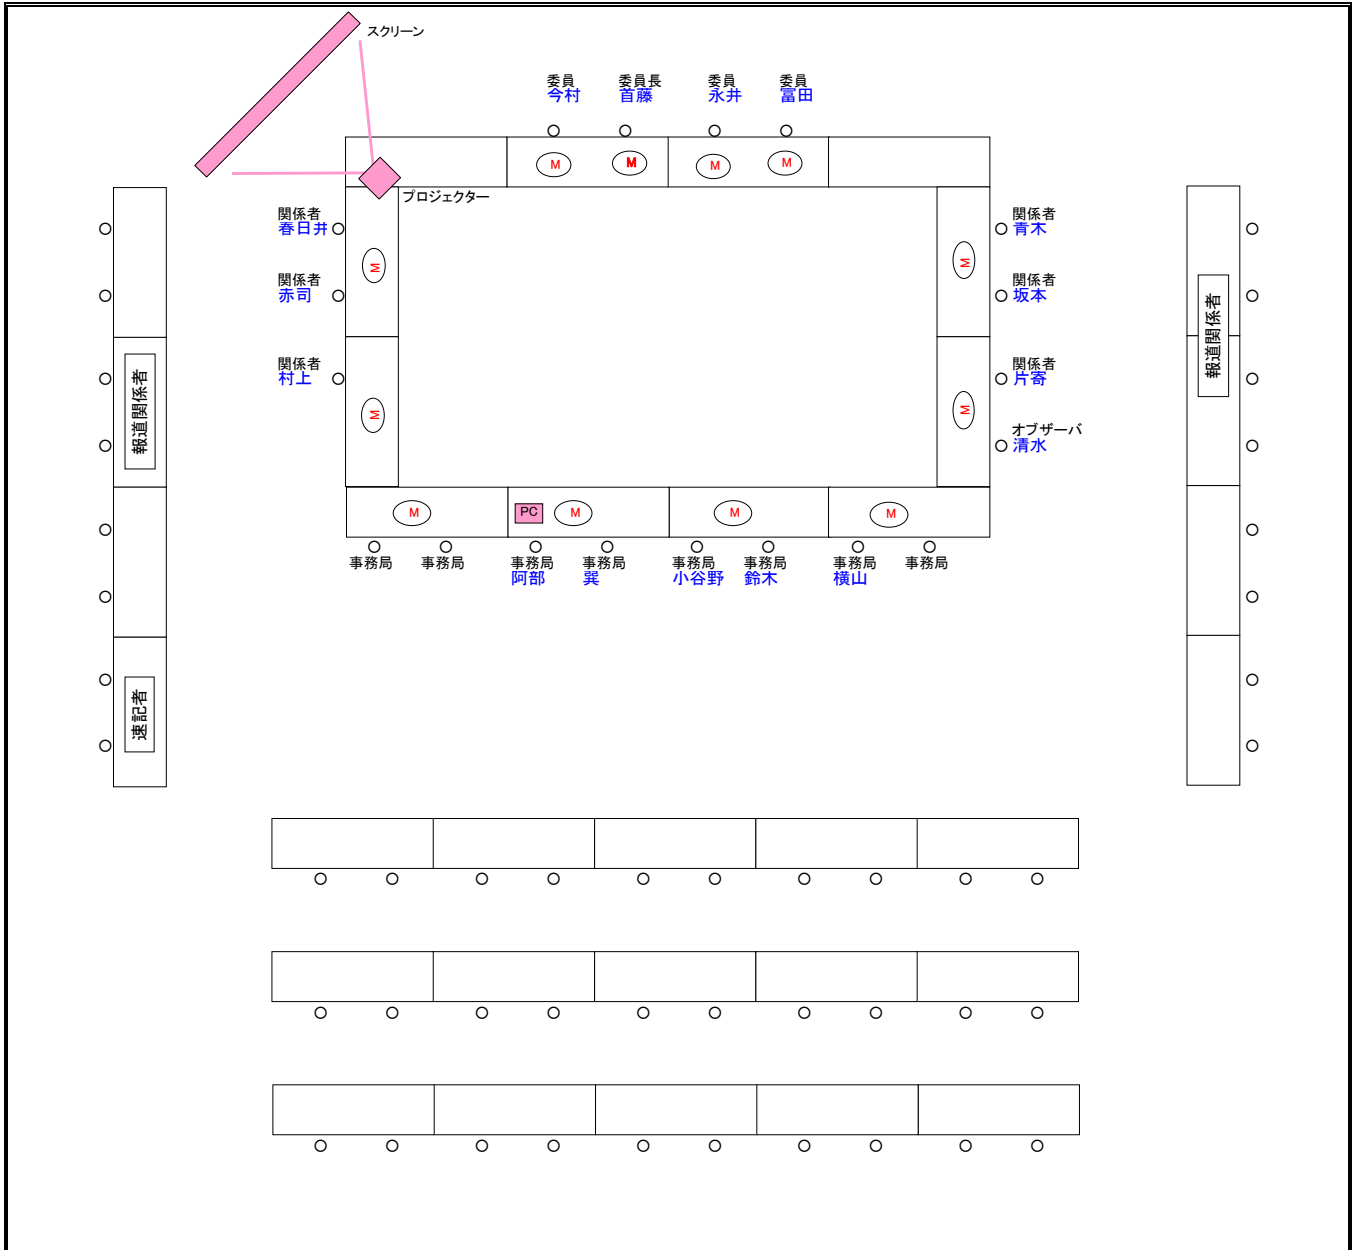 スクリーン
委員 委員長 委員 委員
今村 首藤 永井 冨田
M M M M
プロジェクター
関係者 関係者
春日井 青木
M M
関係者 関係者
赤司 坂本
報道関係者
関係者 関係者
村上 片寄
報道関係者
M M
オブザーバ
清水
M PC M M M
事務局 事務局 事務局 事務局 事務局 事務局 事務局 事務局
阿部 巽 小谷野 鈴木 横山
速記者